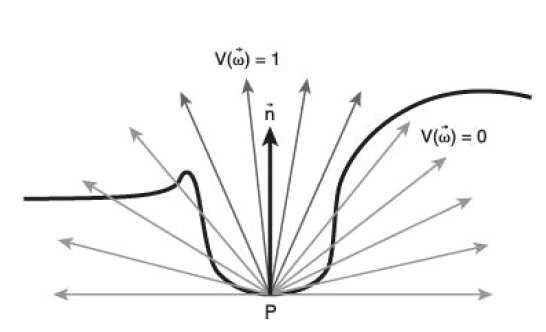 V(ω⃗) = 1
n⃗
V(ω⃗) = 0
P